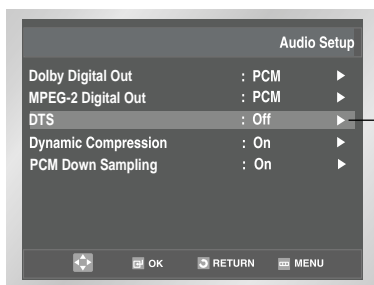 Audio Setup
Dolby Digital Out : PCM
MPEG-2 Digital Out : PCM
DTS : Off
Dynamic Compression : On
PCM Down Sampling : On
OK RETURN MENU